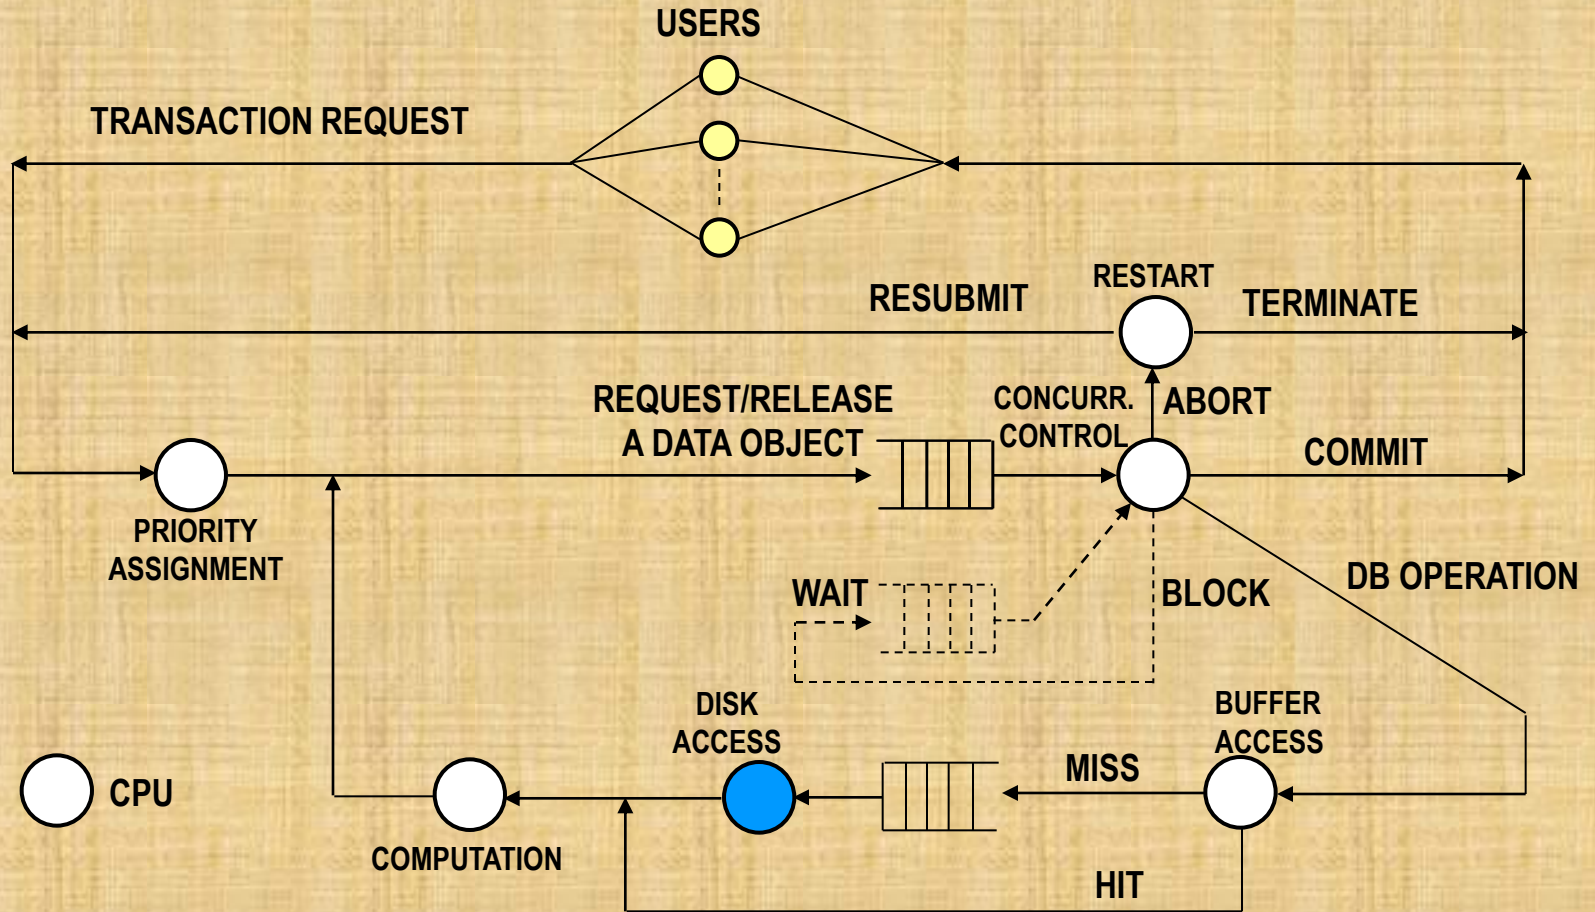 USERS
TRANSACTION REQUEST
RESTART
RESUBMIT
TERMINATE
REQUEST/RELEASE
A DATA OBJECT
CONCURR.
CONTROL
ABORT
COMMIT
PRIORITY
ASSIGNMENT
WAIT
BLOCK
DB OPERATION
DISK
ACCESS
BUFFER
ACCESS
MISS
CPU
COMPUTATION
HIT